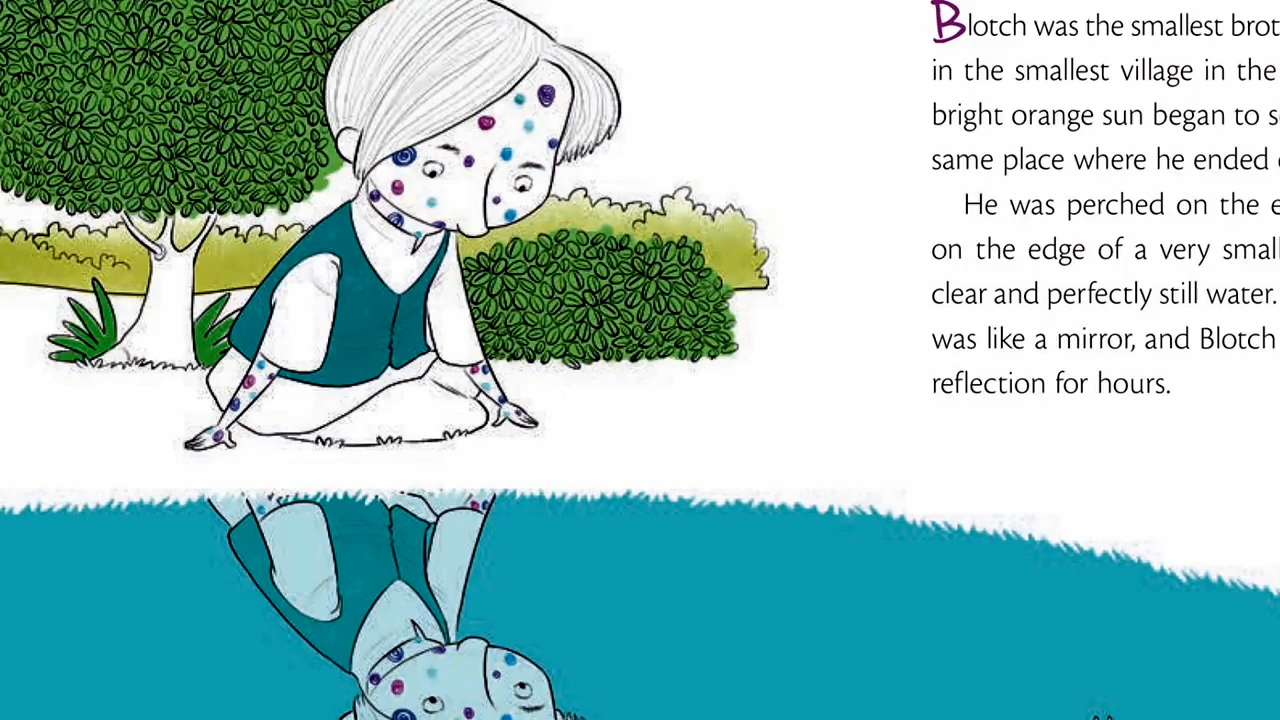 Blotch was the smallest
in the smallest village in the
bright orange sun began to
same place where he ended
He was perched on the
on the edge of a very
clear and perfectly still water.
was like a mirror, and Blotch
reflection for hours.